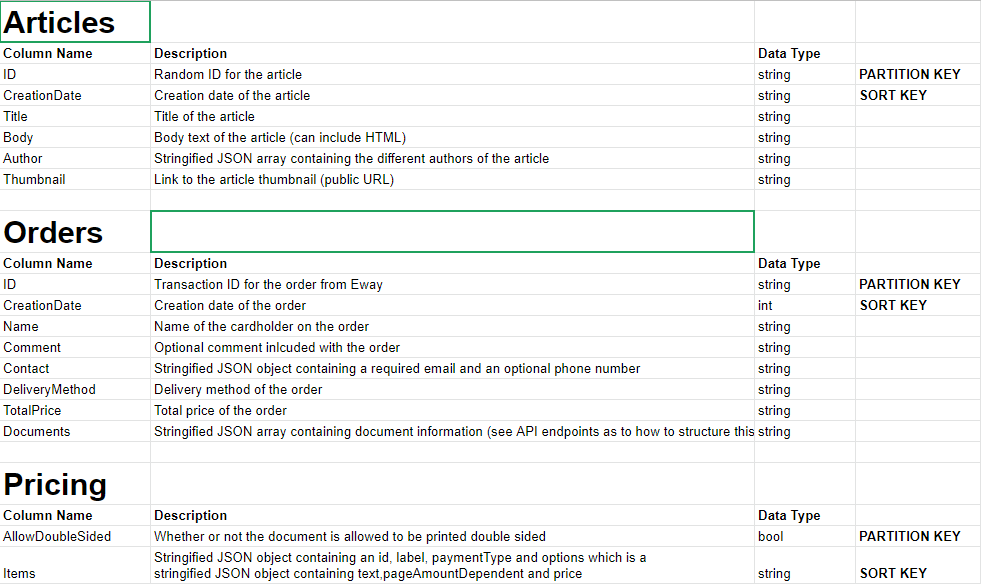 Articles
Column Name Description Data Type
ID Random ID for the article string PARTITION KEY
CreationDate Creation date of the article string SORT KEY
Title Title of the article string
Body Body text of the article (can include HTML) string
Author Stringified JSON array containing the different authors of the article string
Thumbnail Link to the article thumbnail (public URL) string
Orders
Column Name Description Data Type
ID Transaction ID for the order from Eway string PARTITION KEY
CreationDate Creation date of the order int SORT KEY
Name Name of the cardholder on the order string
Comment Optional comment inlcuded with the order string
Contact Stringified JSON object containing a required email and an optional phone number string
DeliveryMethod Delivery method of the order string
TotalPrice Total price of the order string
Documents Stringified JSON array containing document information (see API endpoints as to how to structure this string
Pricing
Column Name Description Data Type
AllowDoubleSided Whether or not the document is allowed to be printed double sided bool PARTITION KEY
Stringified JSON object containing an id, label, paymentType and options which is a
Items stringified JSON object containing text,pageAmountDependent and price string SORT KEY